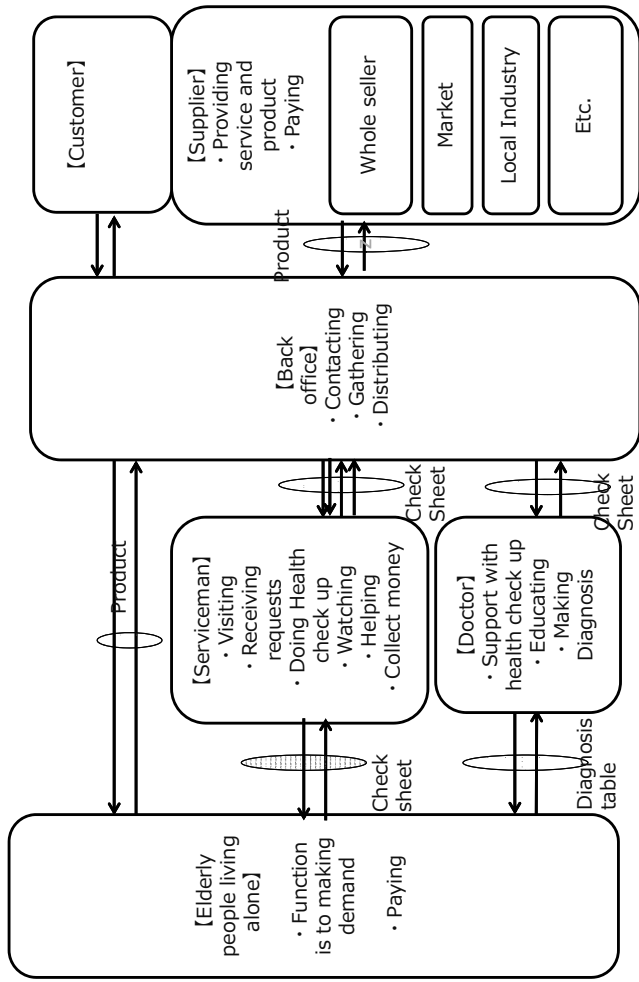 【Elderly
people living
alone】
・Function
is to making
demand
・Paying
Diagnosis
table
Check
sheet
Product
【Doctor】
・Support with
health check up
・Educating
・Making
Diagnosis
【Serviceman】
・Visiting
・Receiving
requests
・Doing Health
check up
・Watching
・Helping
・Collect money
Check
Sheet
Check
Sheet
【Back
office】
・Contacting
・Gathering
・Distributing
Product
【Supplier】
・Providing
service and
product
・Paying
Whole seller
Market
Local Industry
Etc.
【Customer】